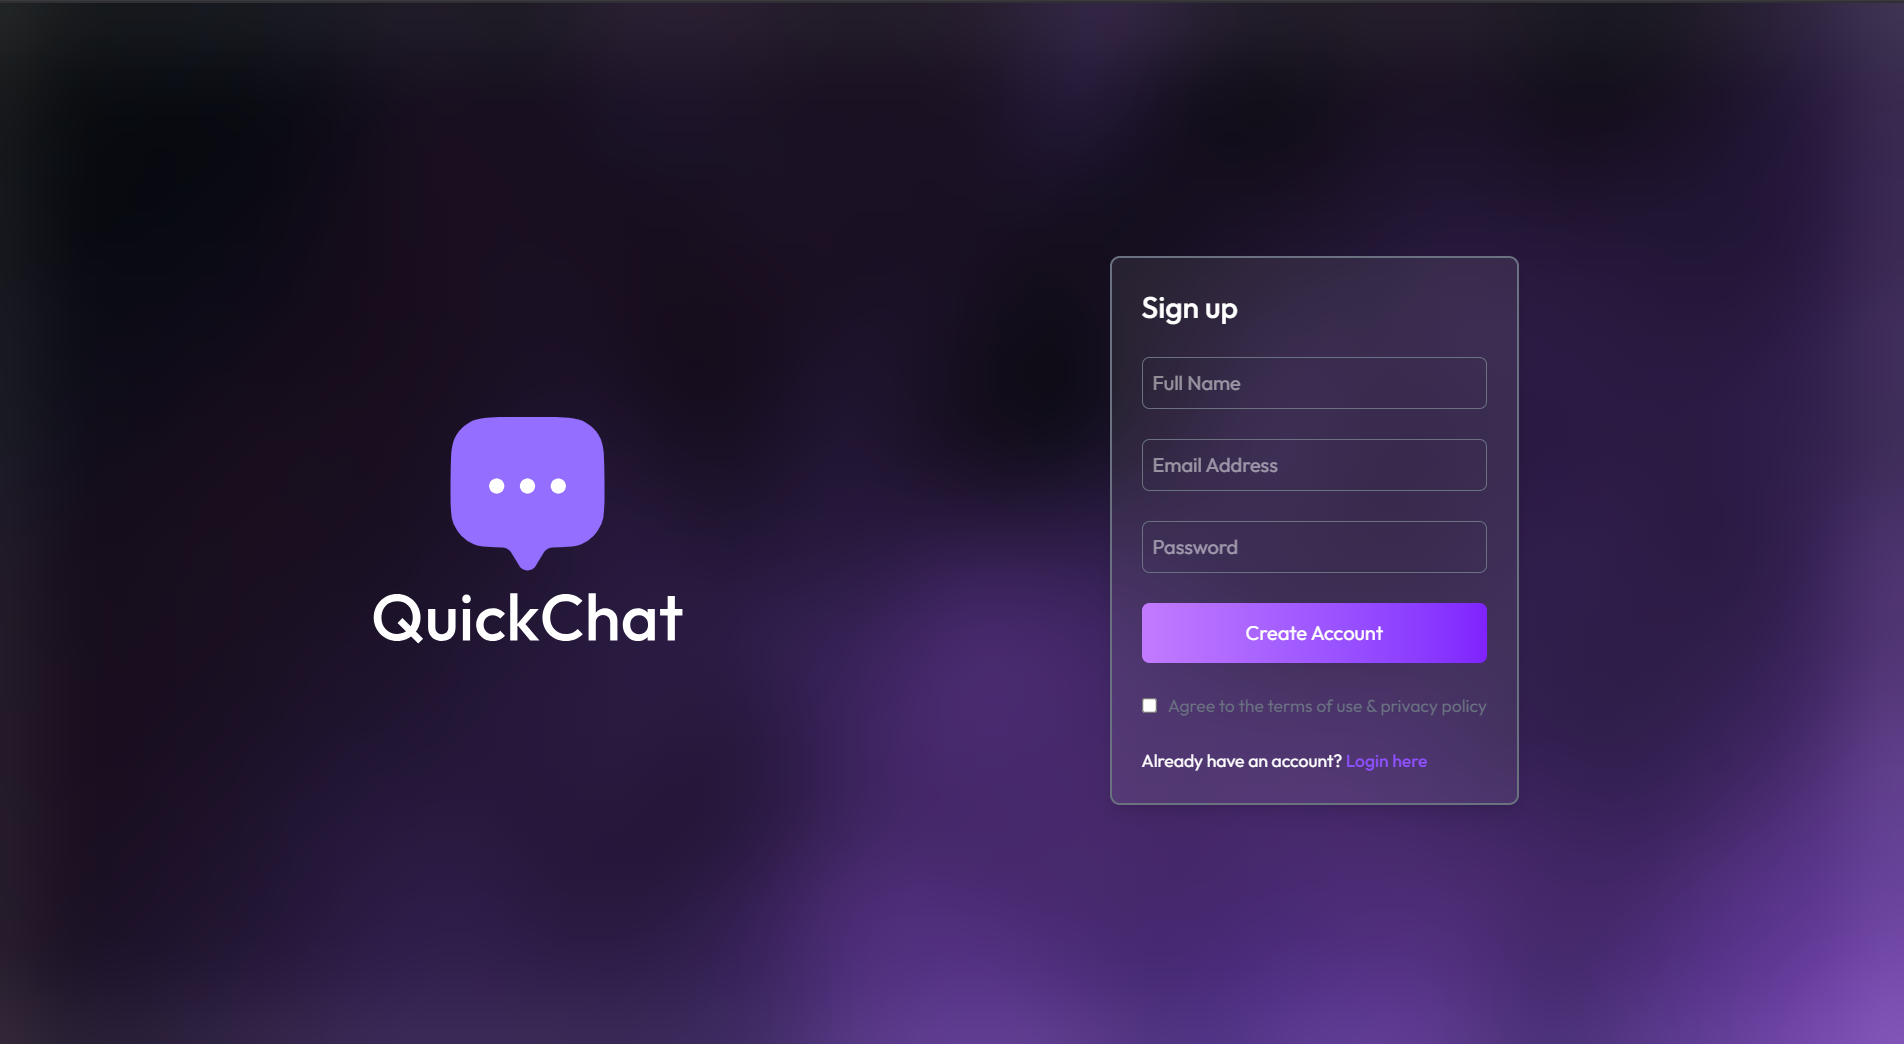 QuickChat
Sign up
Full Name
Email Address
Password
Create Account
Agree to the terms of use & privacy policy
Already have an account? Login here